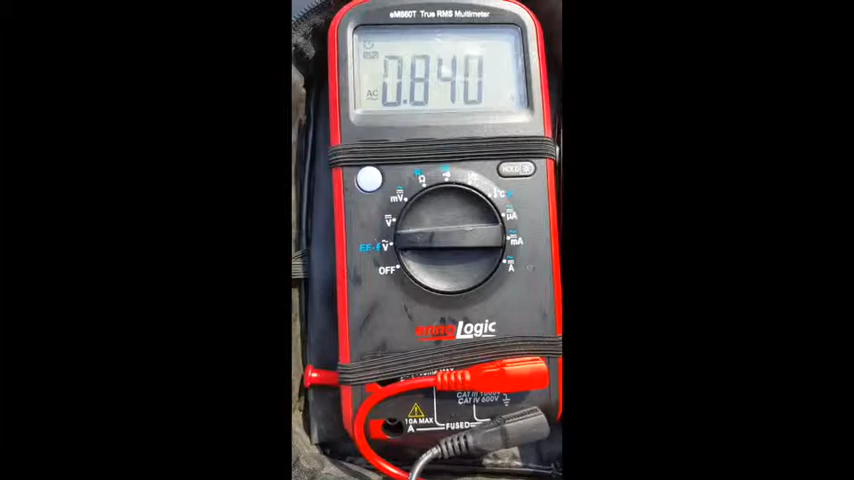 eM860T True RMS Multimeter
AC 0.840
Ω
HOLD
mV
°C
V
µA
EF-f V
mA
OFF
A
Logic
CAT III 1000V
CAT IV 600V
10A MAX
A FUSED